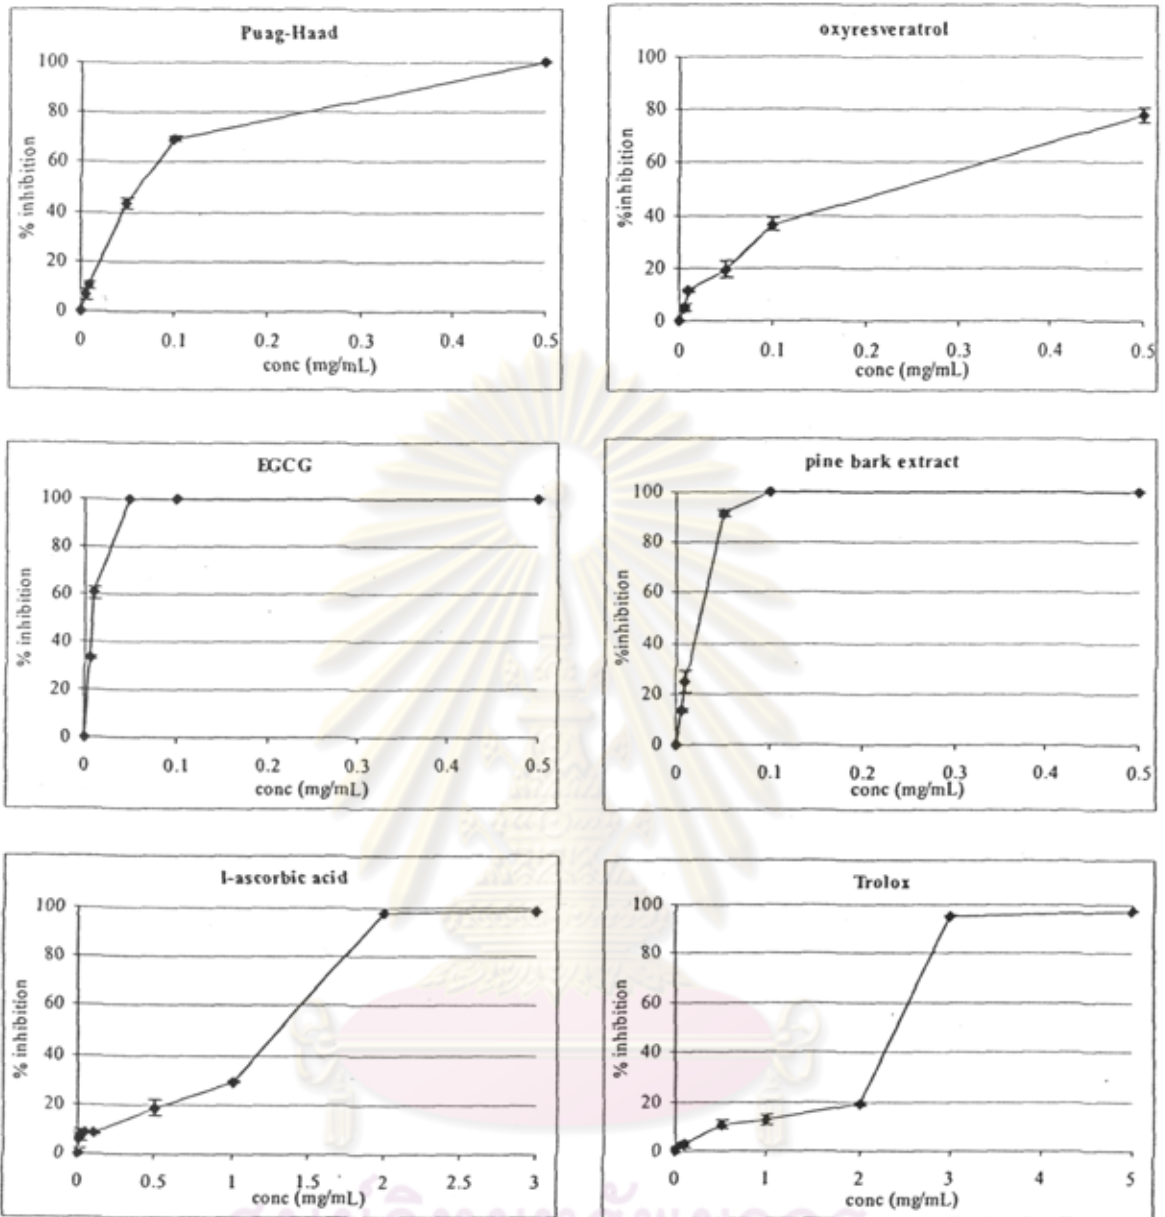 Puag-Haad
% inhibition
100
80
60
40
20
0
0 0.1 0.2 0.3 0.4 0.5
conc (mg/mL)
oxyresveratrol
%inhibition
100
80
60
40
20
0
0 0.1 0.2 0.3 0.4 0.5
conc (mg/mL)
EGCG
% inhibition
100
80
60
40
20
0
0 0.1 0.2 0.3 0.4 0.5
conc (mg/mL)
pine bark extract
%inhibition
100
80
60
40
20
0
0 0.1 0.2 0.3 0.4 0.5
conc (mg/mL)
l-ascorbic acid
% inhibition
100
80
60
40
20
0
0 0.5 1 1.5 2 2.5 3
conc (mg/mL)
Trolox
% inhibition
100
80
60
40
20
0
0 1 2 3 4 5
conc (mg/mL)